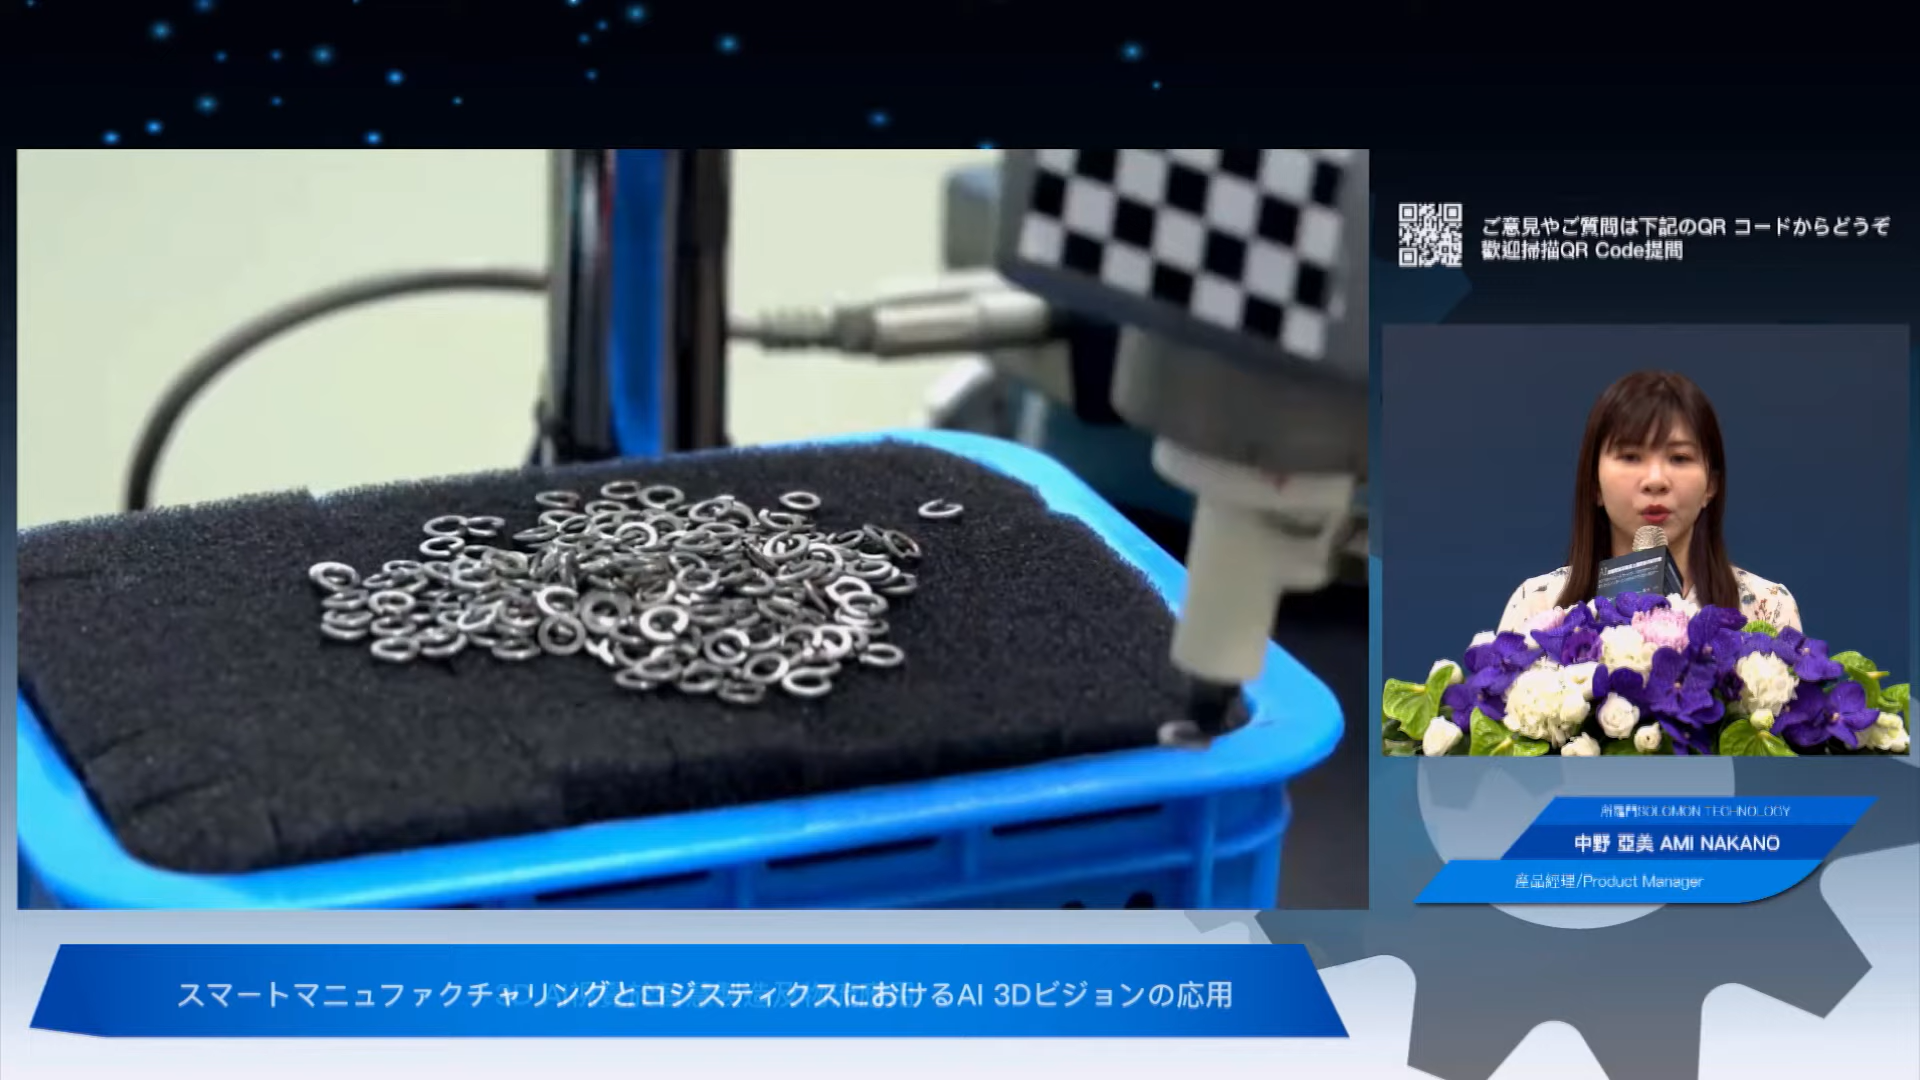 ご意見やご質問は下記のQR コードからどうぞ
歡迎掃描QR Code提問
所羅門SOLOMON TECHNOLOGY
中野 亞美 AMI NAKANO
產品經理/Product Manager
スマートマニュファクチャリングとロジスティクスにおけるAI 3Dビジョンの応用